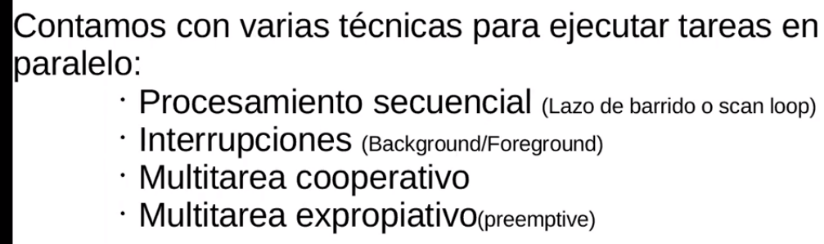 Contamos con varias técnicas para ejecutar tareas en
paralelo:
· Procesamiento secuencial (Lazo de barrido o scan loop)
· Interrupciones (Background/Foreground)
· Multitarea cooperativo
· Multitarea expropiativo(preemptive)